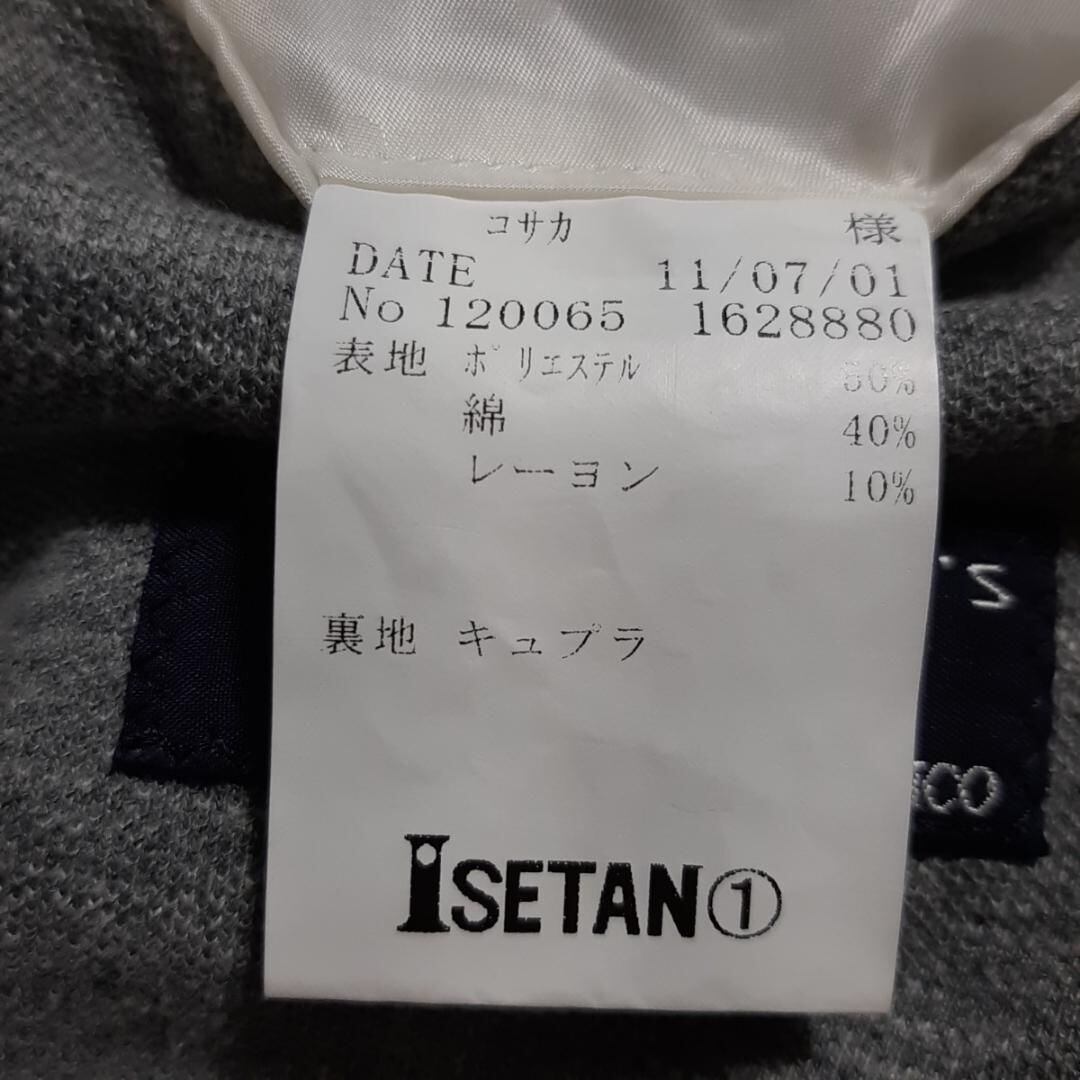 コサカ 様
DATE 11/07/01
No 120065 1628880
表地 ポリエステル 50%
綿 40%
レーヨン 10%
裏地 キュプラ
ISETAN①